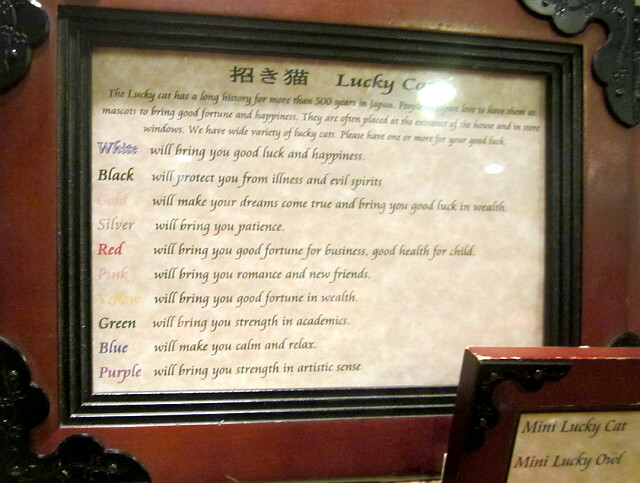 招き猫 Lucky
The Lucky cat has a long history for more than 500 years in Japan. love to have them as
mascots to bring good fortune and happiness. They are often placed at the entrance of the house and in store
windows. We have wide variety of lucky cats. Please have one or more for your good luck.
White will bring you good luck and happiness.
Black will protect you from illness and evil spirits
Gold will make your dreams come true and bring you good luck in wealth.
Silver will bring you patience.
Red will bring you good fortune for business, good health for child.
Pink will bring you romance and new friends.
Yellow will bring you good fortune in wealth.
Green will bring you strength in academics.
Blue will make you calm and relax.
Purple will bring you strength in artistic sense
Mini Lucky Cat
Mini Lucky Owl